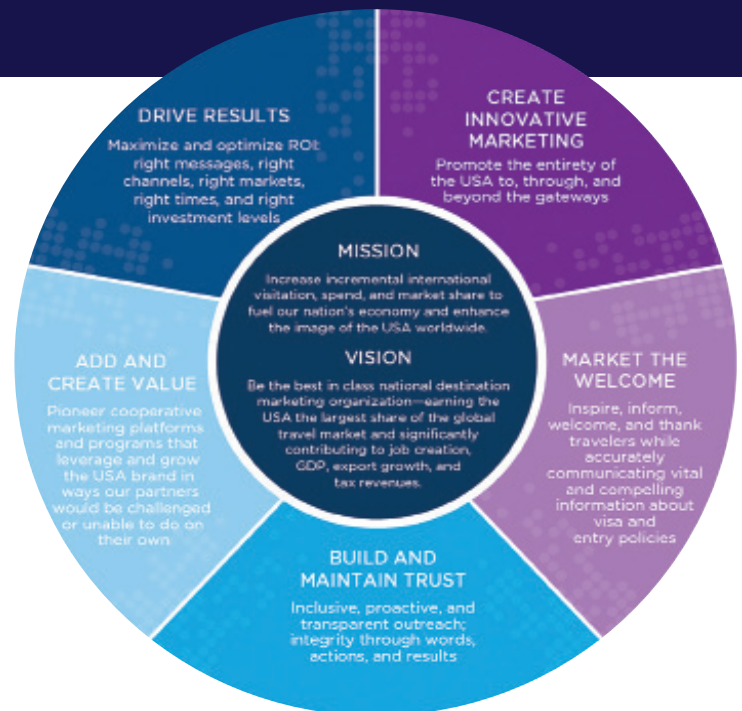 DRIVE RESULTS
Maximize and optimize ROI:
right messages, right
channels, right markets,
right times, and right
investment levels
CREATE
INNOVATIVE
MARKETING
Promote the entirety of
the USA to, through, and
beyond the gateways
MISSION
Increase incremental international
visitation, spend, and market share to
fuel our nation's economy and enhance
the image of the USA worldwide.
VISION
Be the best in class national destination
marketing organization—earning the
USA the largest share of the global
travel market and significantly
contributing to job creation,
GDP, export growth, and
tax revenues.
ADD AND
CREATE VALUE
Pioneer cooperative
marketing platforms
and programs that
leverage and grow
the USA brand in
ways our partners
would be challenged
or unable to do on
their own
MARKET THE
WELCOME
Inspire, inform,
welcome, and thank
travelers while
accurately
communicating vital
and compelling
information about
visa and
entry policies
BUILD AND
MAINTAIN TRUST
Inclusive, proactive, and
transparent outreach;
integrity through words,
actions, and results